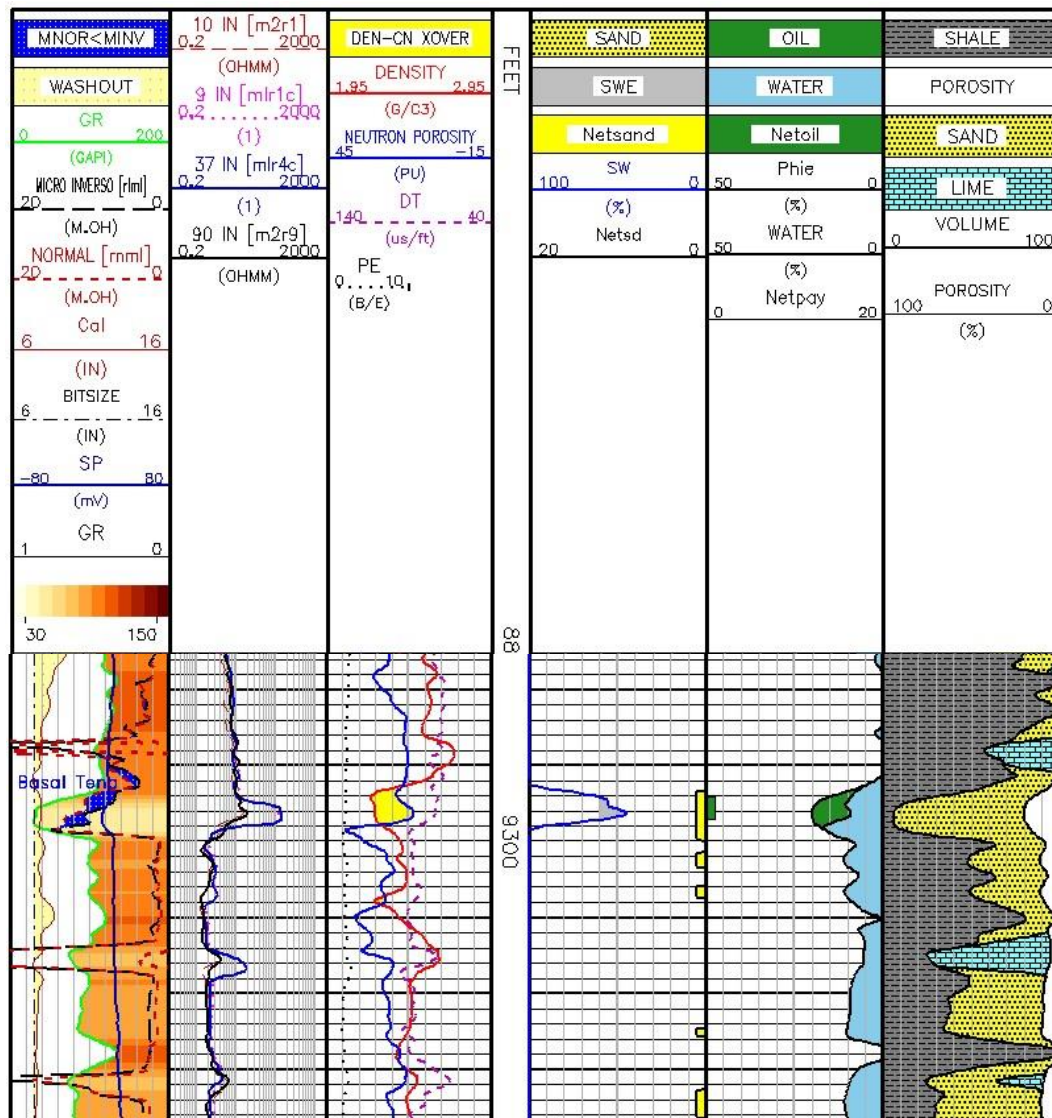 MNOR<MINV
WASHOUT
GR
0 200
(GAPI)
MICRO INVERSO [rlml]
20 0
(M.OH)
NORMAL [rnml]
20 0
(M.OH)
Cal
6 16
(IN)
BITSIZE
6 16
(IN)
SP
-80 80
(mV)
GR
1 0
30 150
10 IN [m2r1]
0.2 2000
(OHMM)
9 IN [mlr1c]
0.2 2000
(1)
37 IN [mlr4c]
0.2 2000
(1)
90 IN [m2r9]
0.2 2000
(OHMM)
DEN-CN XOVER
DENSITY
1.95 2.95
(G/C3)
NEUTRON POROSITY
45 -15
(PU)
DT
140 40
(us/ft)
PE
0....10
(B/E)
FEET
88
9300
SAND
SWE
Netsand
SW
100 0
(%)
Netsd
20 0
OIL
WATER
Netoil
Phie
50 0
(%)
WATER
50 0
(%)
Netpay
0 20
SHALE
POROSITY
SAND
LIME
VOLUME
0 100
POROSITY
100 0
(%)
Basal Teng